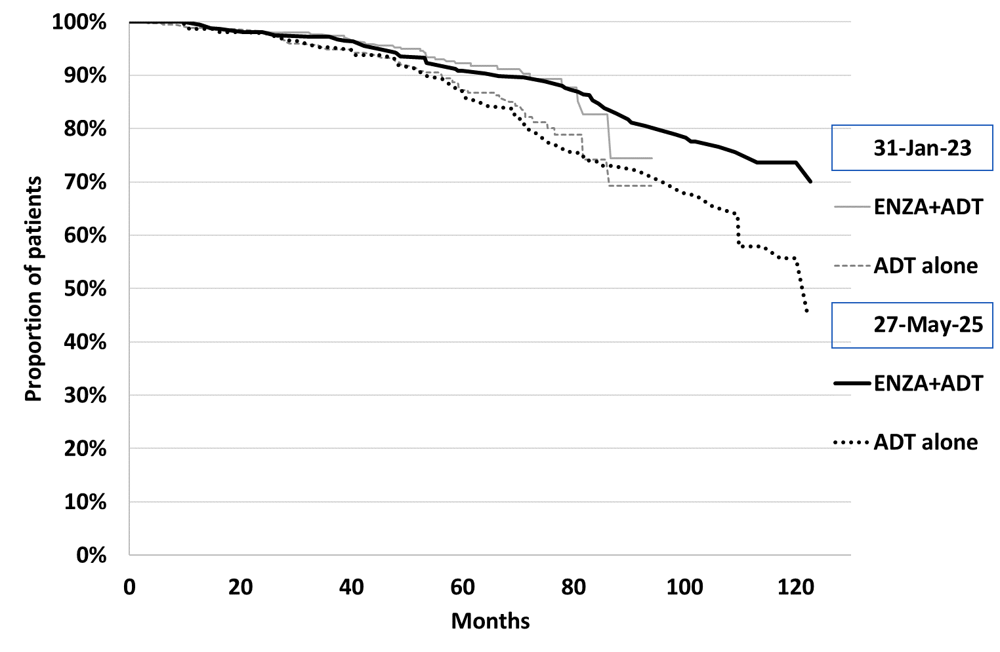 100%
90%
80%
70%
60%
50%
40%
30%
20%
10%
0%
Proportion of patients
0 20 40 60 80 100 120
Months
31-Jan-23
ENZA+ADT
ADT alone
27-May-25
ENZA+ADT
ADT alone